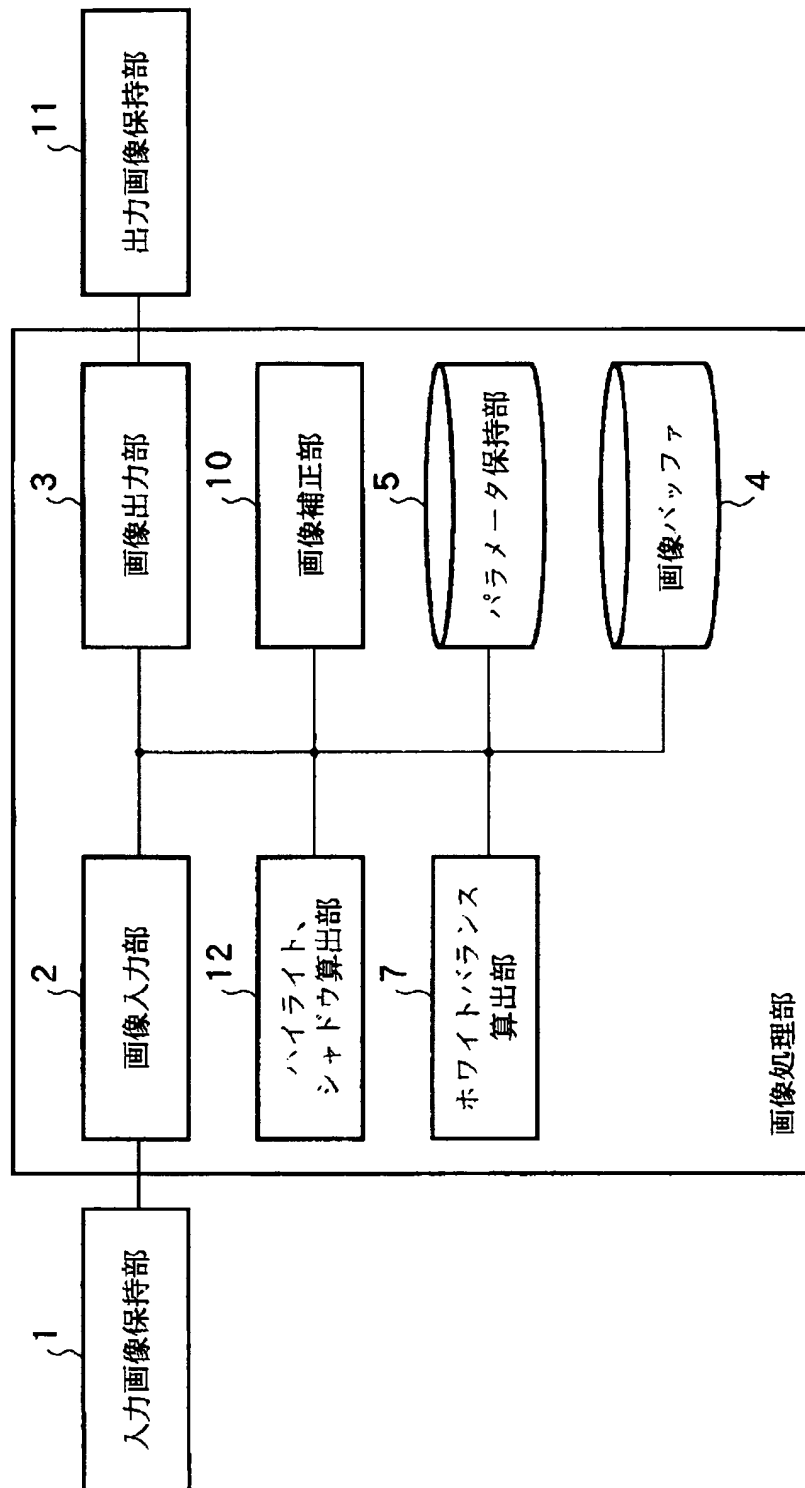 1
入力画像保持部
2
画像入力部
3
画像出力部
11
出力画像保持部
12
ハイライト、
シャドウ算出部
10
画像補正部
7
ホワイトバランス
算出部
5
パラメータ保持部
画像バッファ
4
画像処理部